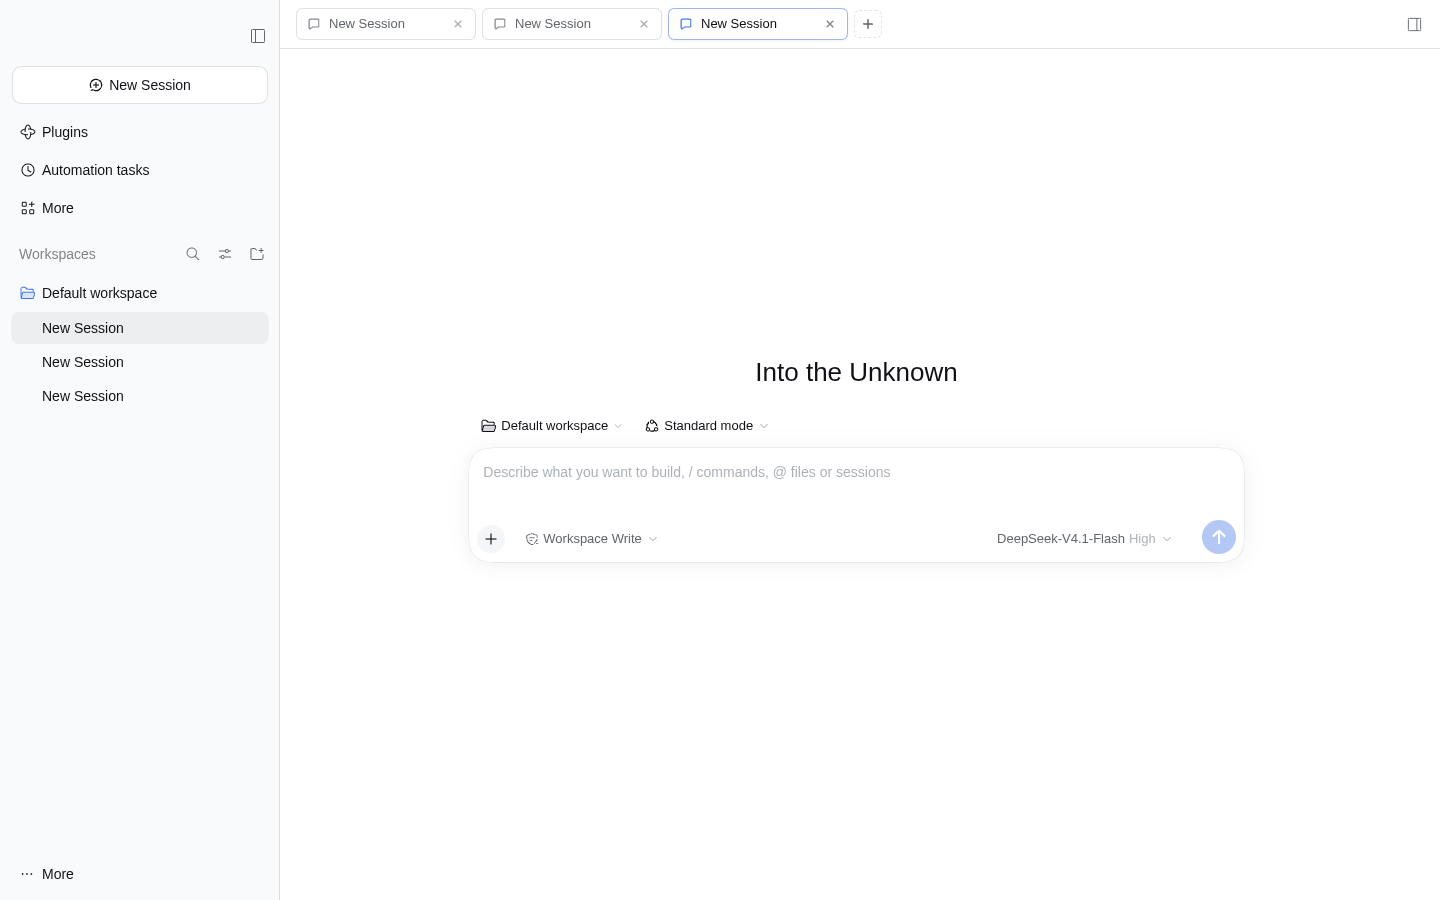 New Session
New Session
New Session
New Session
Plugins
Automation tasks
More
Workspaces
Default workspace
New Session
New Session
New Session
More
Into the Unknown
Default workspace
Standard mode
Describe what you want to build, / commands, @ files or sessions
Workspace Write
DeepSeek-V4.1-Flash High